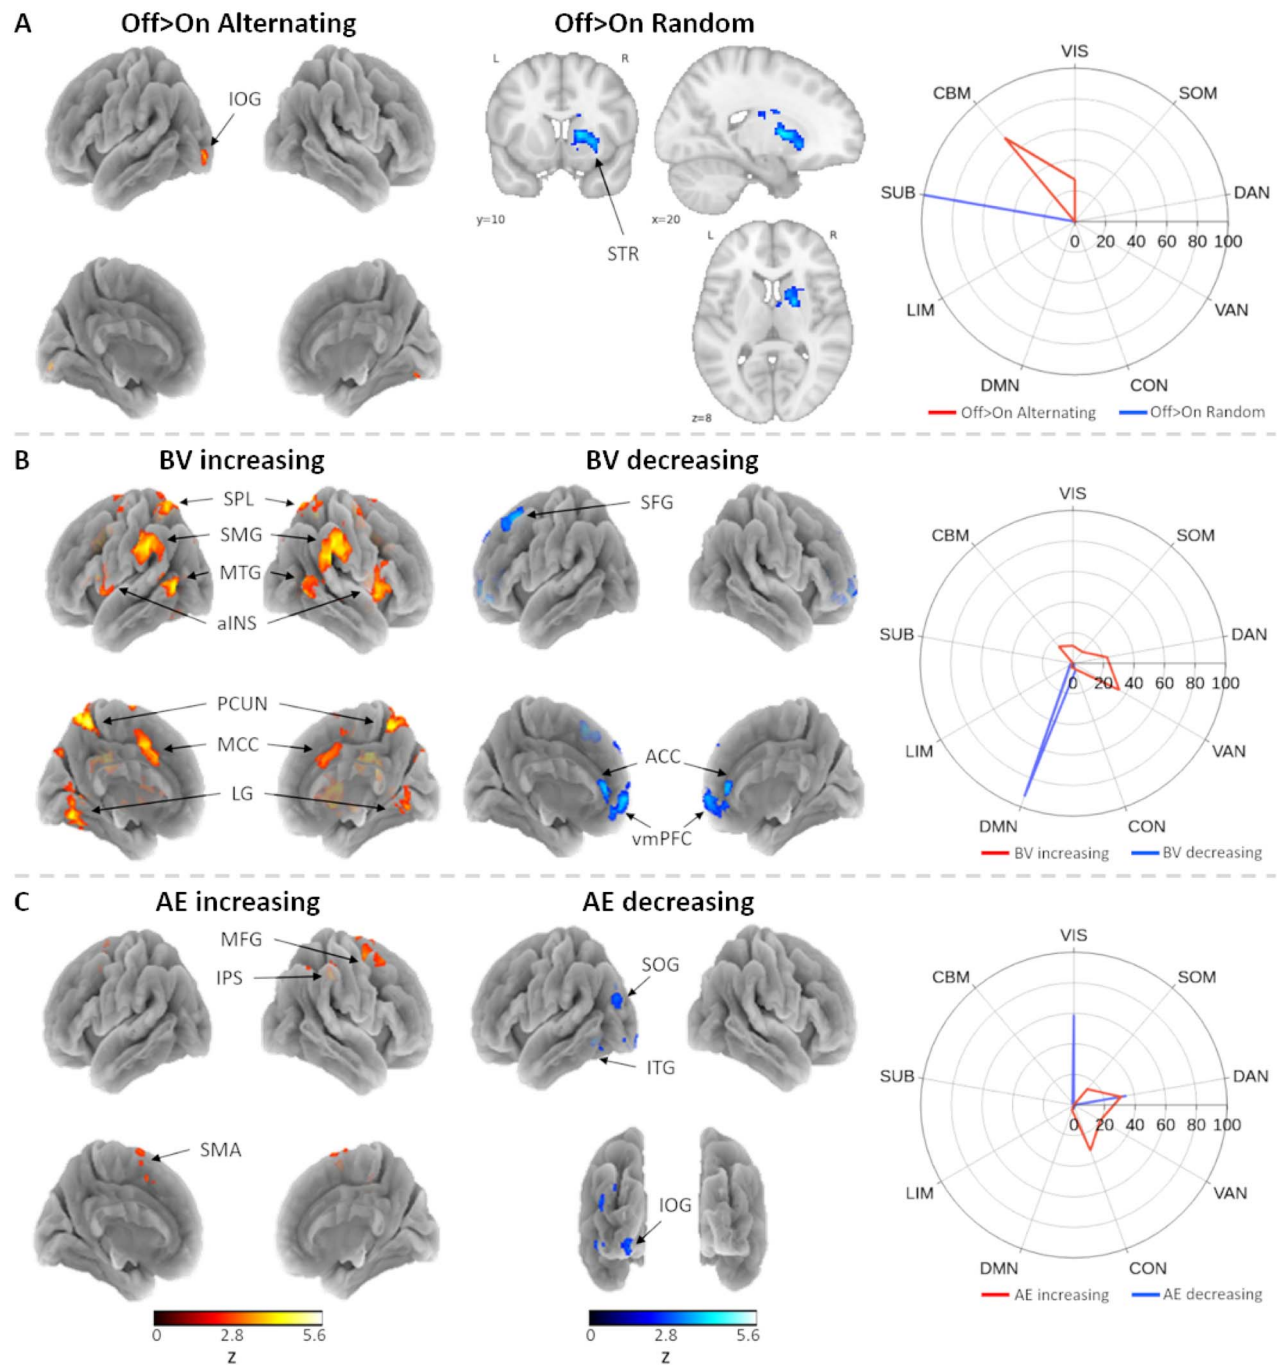 A
Off>On Alternating
Off>On Random
IOG
L
R
y=10
x=20
STR
L
R
z=8
VIS
CBM
SOM
SUB
DAN
0 20 40 60 80 100
LIM
VAN
DMN
CON
Off>On Alternating
Off>On Random
B
BV increasing
BV decreasing
SPL
SMG
MTG
aINS
SFG
PCUN
MCC
LG
ACC
vmPFC
VIS
CBM
SOM
SUB
DAN
0 20 40 60 80 100
LIM
VAN
DMN
CON
BV increasing
BV decreasing
C
AE increasing
AE decreasing
MFG
IPS
SOG
ITG
SMA
IOG
VIS
CBM
SOM
SUB
DAN
0 20 40 60 80 100
LIM
VAN
DMN
CON
AE increasing
AE decreasing
0 2.8 5.6
z
0 2.8 5.6
z